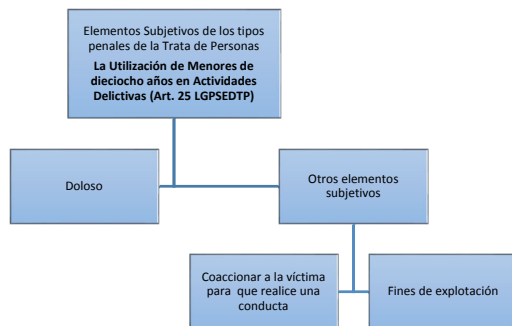 Elementos Subjetivos de los tipos
penales de la Trata de Personas
La Utilización de Menores de
dieciocho años en Actividades
Delictivas (Art. 25 LGPSEDTP)
Doloso
Otros elementos
subjetivos
Coaccionar a la víctima
para que realice una
conducta
Fines de explotación